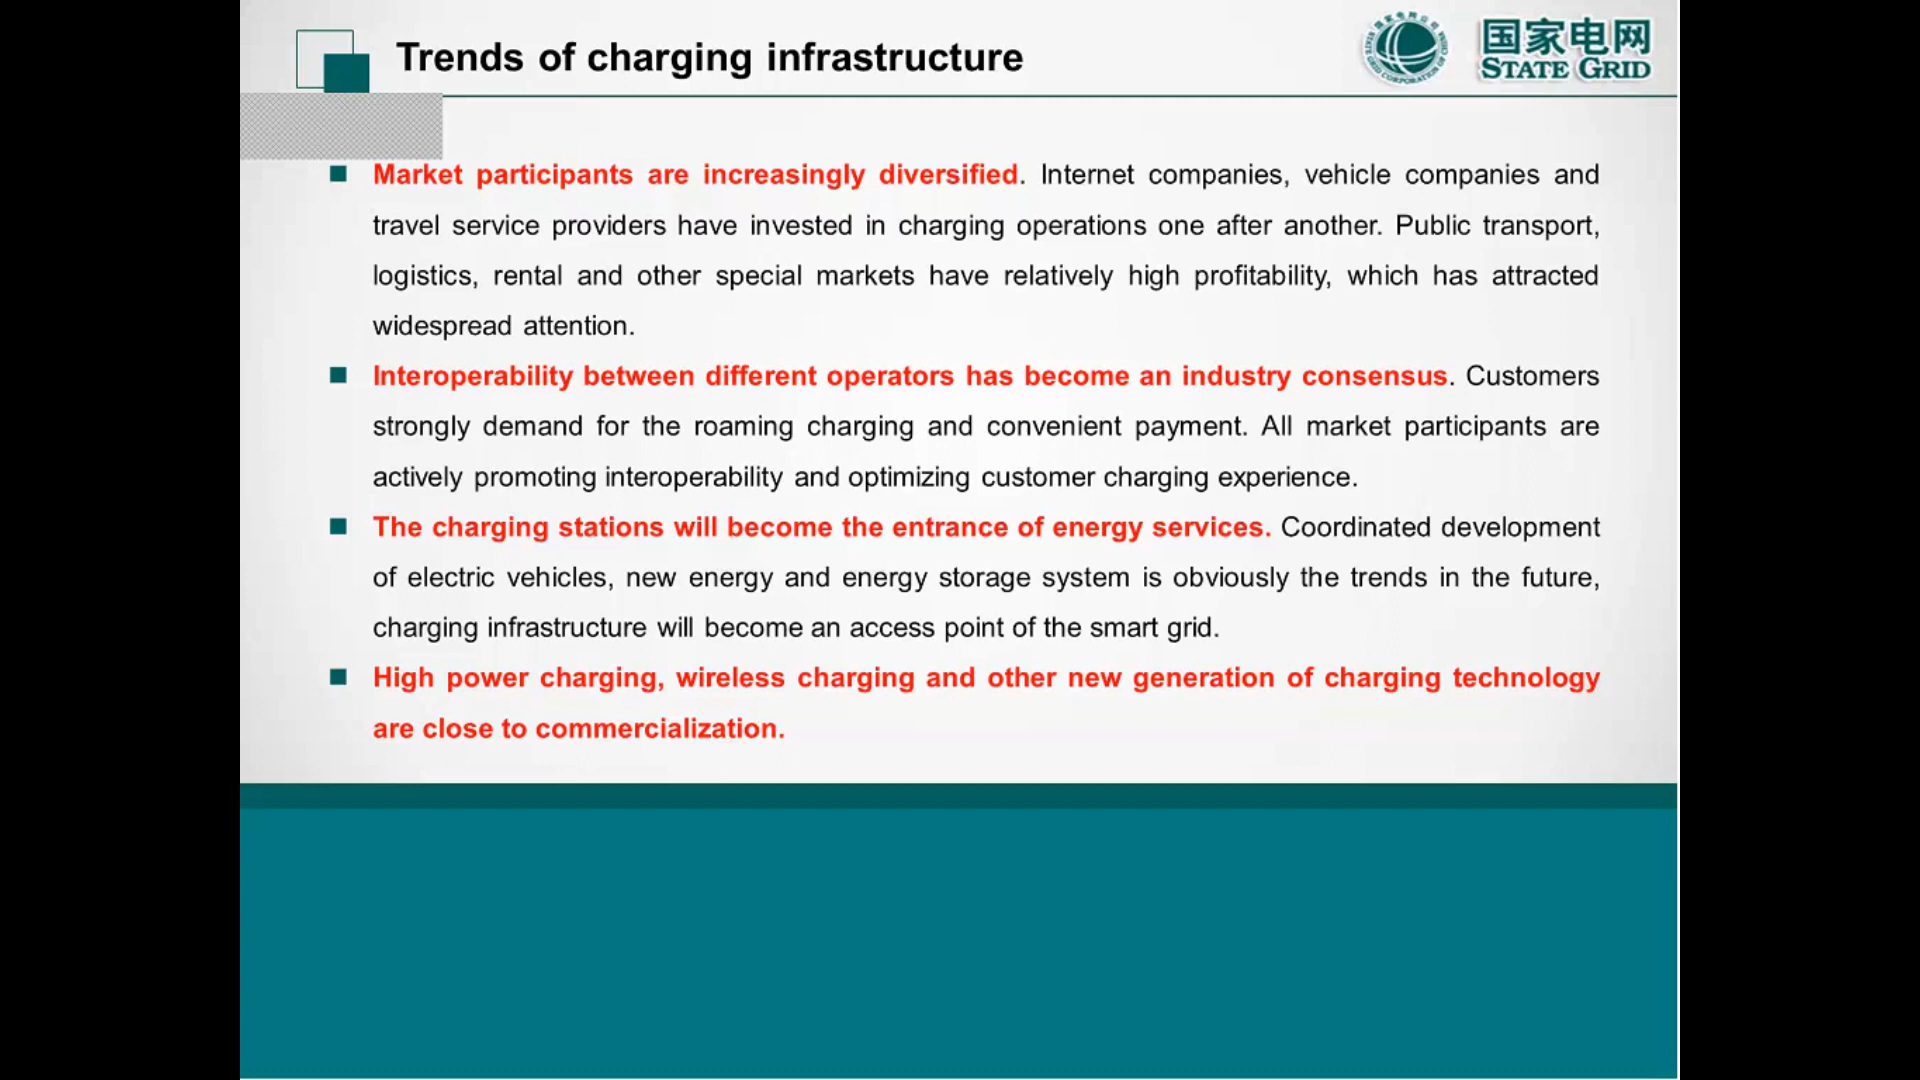 Trends of charging infrastructure
国家电网
STATE GRID
Market participants are increasingly diversified. Internet companies, vehicle companies and
travel service providers have invested in charging operations one after another. Public transport,
logistics, rental and other special markets have relatively high profitability, which has attracted
widespread attention.
Interoperability between different operators has become an industry consensus. Customers
strongly demand for the roaming charging and convenient payment. All market participants are
actively promoting interoperability and optimizing customer charging experience.
The charging stations will become the entrance of energy services. Coordinated development
of electric vehicles, new energy and energy storage system is obviously the trends in the future,
charging infrastructure will become an access point of the smart grid.
High power charging, wireless charging and other new generation of charging technology
are close to commercialization.